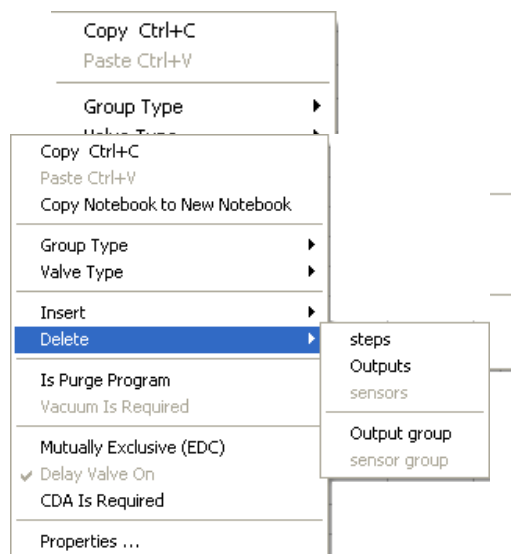 Copy Ctrl+C
Paste Ctrl+V
Group Type
Valve Type
Copy Ctrl+C
Paste Ctrl+V
Copy Notebook to New Notebook
Group Type
Valve Type
Insert
Delete
steps
Outputs
sensors
Output group
sensor group
Is Purge Program
Vacuum Is Required
Mutually Exclusive (EDC)
Delay Valve On
CDA Is Required
Properties ...